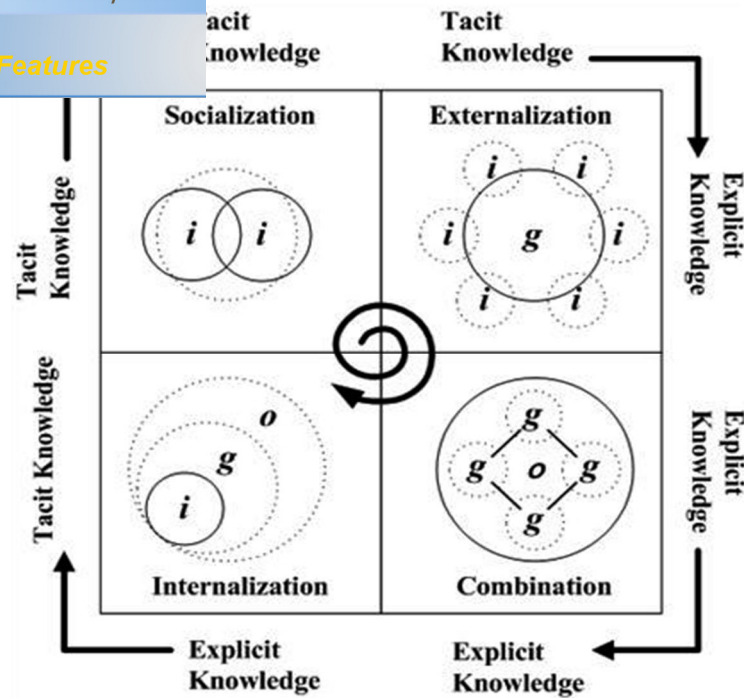 Features
Tacit
Knowledge
Tacit
Knowledge
Socialization
Externalization
i
i
i
i
i
g
i
i
i
Tacit
Knowledge
Explicit
Knowledge
Tacit Knowledge
Explicit
Knowledge
o
g
i
g
g
o
g
g
Internalization
Combination
Explicit
Knowledge
Explicit
Knowledge